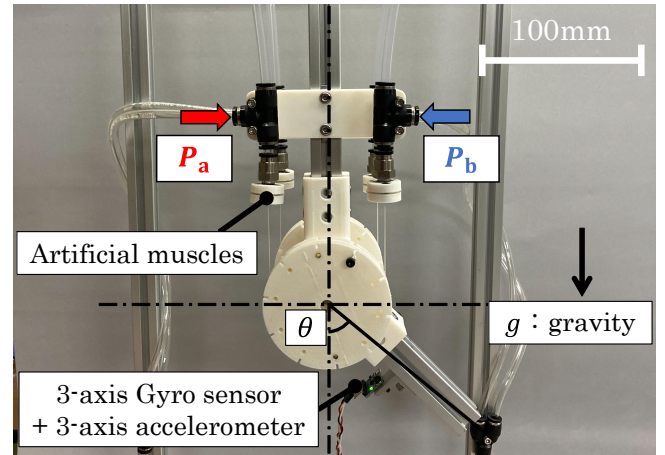 100mm
Pa
Pb
Artificial muscles
θ
g : gravity
3-axis Gyro sensor
+ 3-axis accelerometer